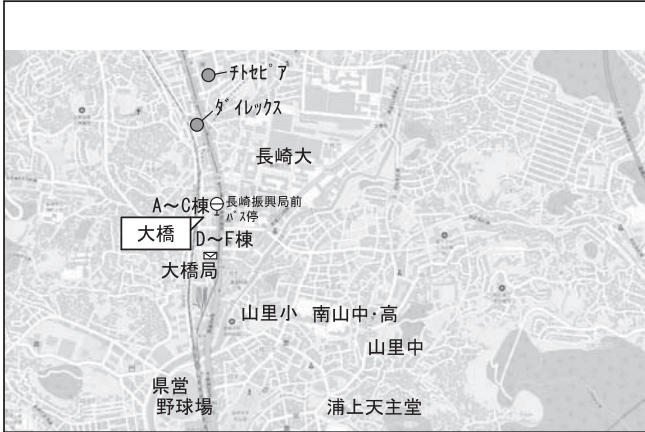 チトセピア
ダイレックス
長崎大
A～C棟
長崎振興局前
バス停
大橋
D～F棟
大橋局
山里小
南山中・高
山里中
県営
野球場
浦上天主堂